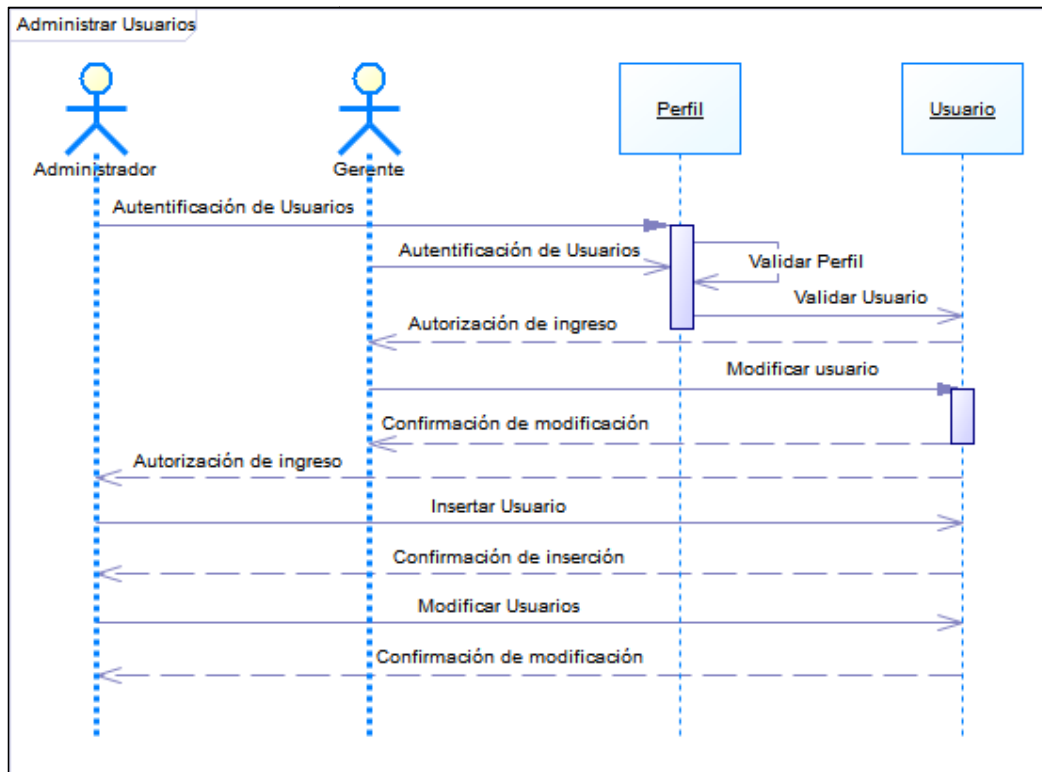 Administrar Usuarios
Administrador
Gerente
Perfil
Usuario
Autentificación de Usuarios
Autentificación de Usuarios
Validar Perfil
Validar Usuario
Autorización de ingreso
Modificar usuario
Confirmación de modificación
Autorización de ingreso
Insertar Usuario
Confirmación de inserción
Modificar Usuarios
Confirmación de modificación